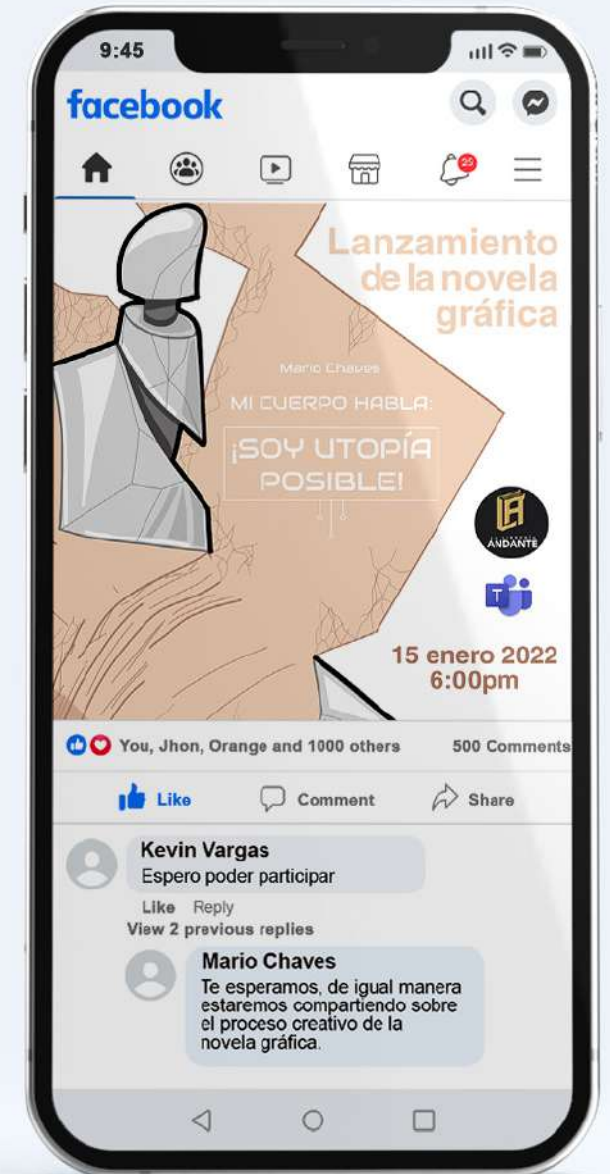 9:45
facebook
25
Lanzamiento
de la novela
gráfica
Mario Chaves
MI CUERPO HABLA:
¡SOY UTOPÍA
POSIBLE!
ANDANTE
T
15 enero 2022
6:00pm
You, Jhon, Orange and 1000 others
500 Comments
Like
Comment
Share
Kevin Vargas
Espero poder participar
Like Reply
View 2 previous replies
Mario Chaves
Te esperamos, de igual manera
estaremos compartiendo sobre
el proceso creativo de la
novela gráfica.